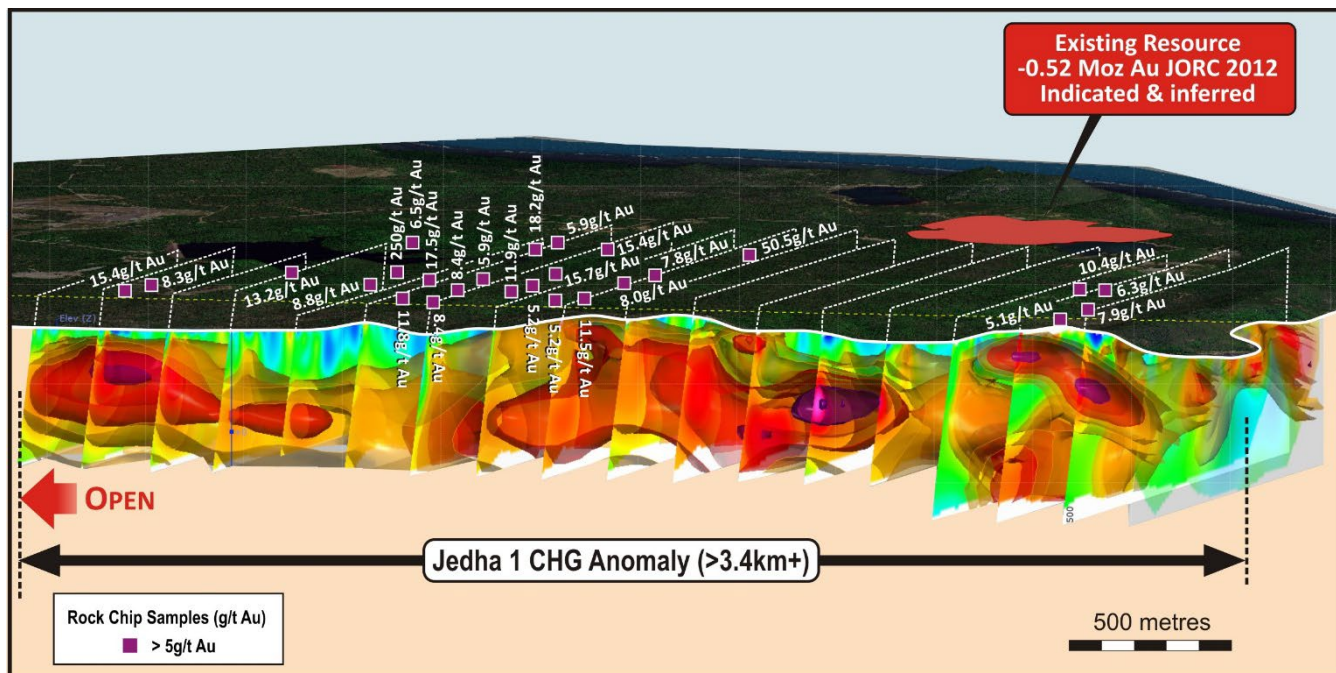 Existing Resource
-0.52 Moz Au JORC 2012
Indicated & inferred
250g/t Au
6.5g/t Au
17.5g/t Au
8.4g/t Au
5.9g/t Au
11.9g/t Au
18.2g/t Au
5.9g/t Au
15.4g/t Au
7.8g/t Au
50.5g/t Au
15.4g/t Au
8.3g/t Au
13.2g/t Au
8.8g/t Au
15.7g/t Au
8.0g/t Au
10.4g/t Au
6.3g/t Au
5.1g/t Au
7.9g/t Au
Elev (Z)
11.8g/t Au
8.4g/t Au
5.2g/t Au
5.2g/t Au
11.5g/t Au
OPEN
500
Jedha 1 CHG Anomaly (>3.4km+)
Rock Chip Samples (g/t Au)
> 5g/t Au
500 metres